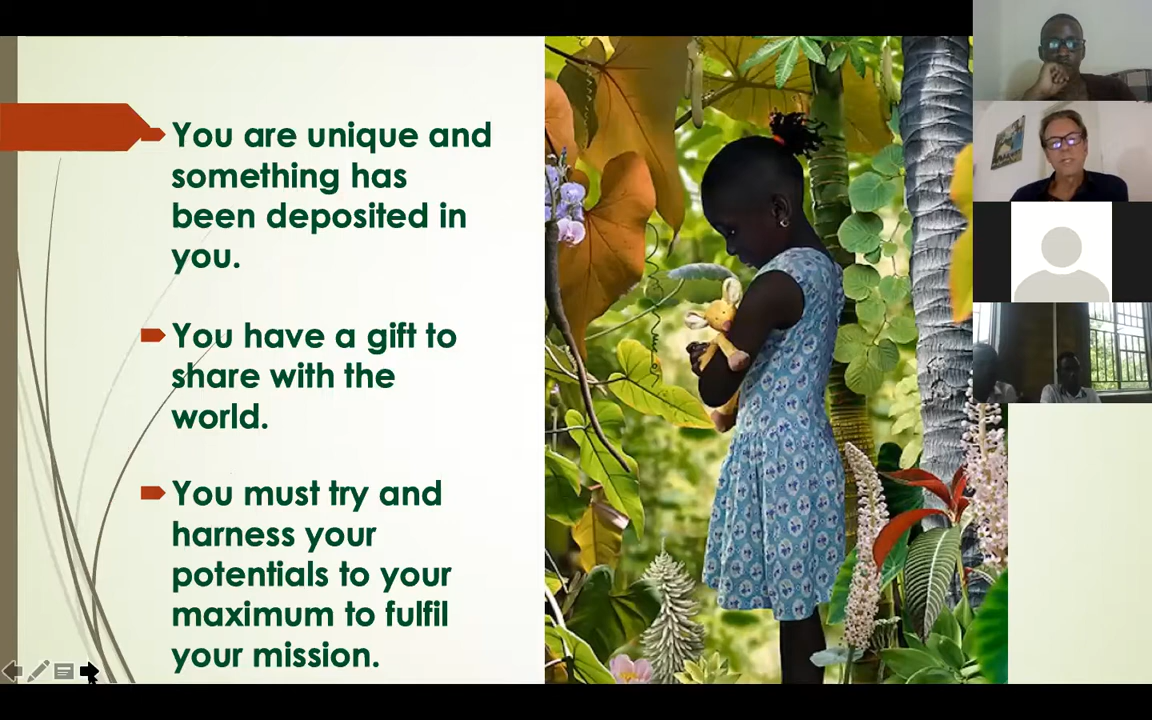 You are unique and
something has
been deposited in
you.
You have a gift to
share with the
world.
You must try and
harness your
potentials to your
maximum to fulfil
your mission.